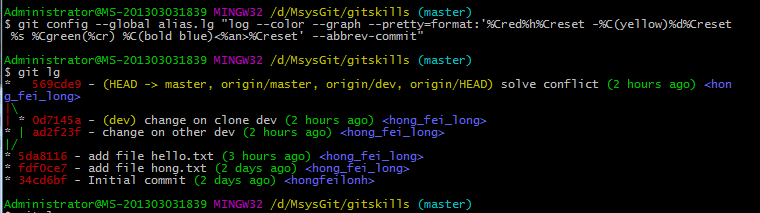 Administrator@MS-201303031839 MINGW32 /d/MsysGit/gitskills (master)
$ git config --global alias.lg "log --color --graph --pretty=format:'%Cred%h%Creset -%C(yellow)%d%Creset
%s %Cgreen(%cr) %C(bold blue)<%an>%Creset' --abbrev-commit"
Administrator@MS-201303031839 MINGW32 /d/MsysGit/gitskills (master)
$ git lg
*   569cde9 - (HEAD -> master, origin/master, origin/dev, origin/HEAD) solve conflict (2 hours ago) <hon
g_fei_long>
|\
| * 0d7145a - (dev) change on clone dev (2 hours ago) <hong_fei_long>
* | ad2f23f - change on other dev (2 hours ago) <hong_fei_long>
|/
* 5da8116 - add file hello.txt (3 hours ago) <hong_fei_long>
* fdf0ce7 - add file hong.txt (2 days ago) <hong_fei_long>
* 34cd6bf - Initial commit (2 days ago) <hongfeilonh>
Administrator@MS-201303031839 MINGW32 /d/MsysGit/gitskills (master)